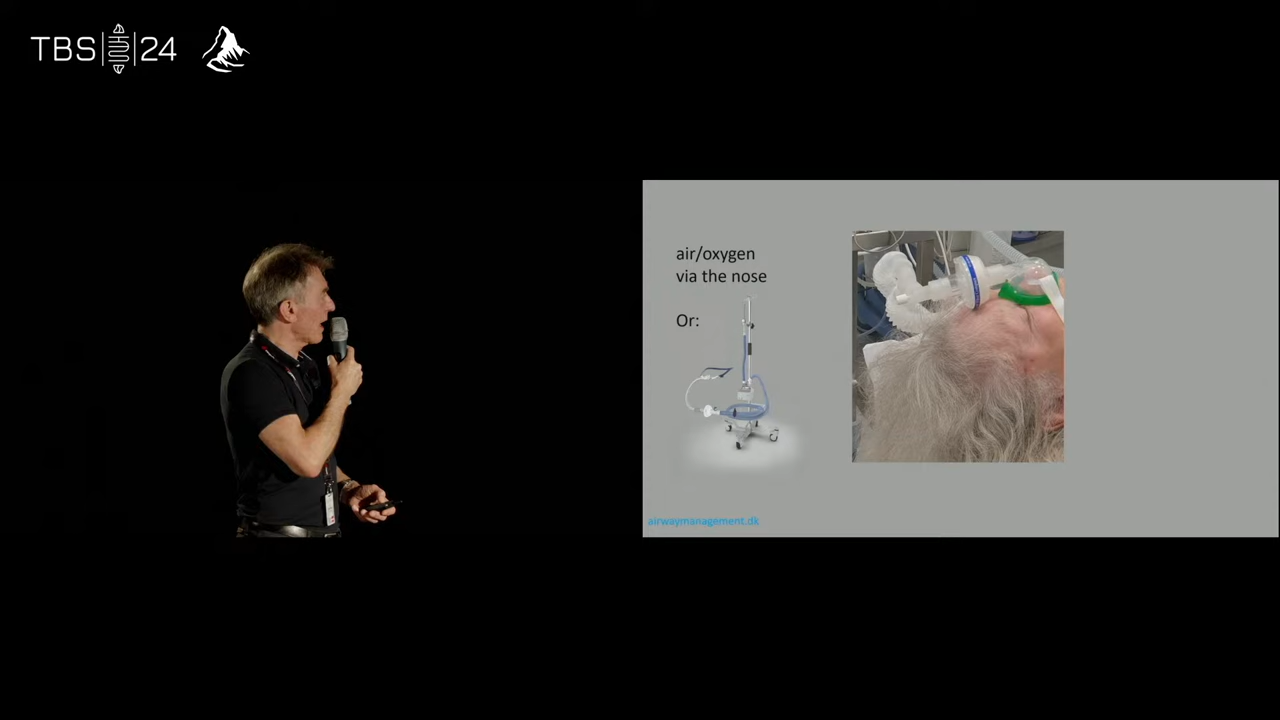 TBS 24
air/oxygen
via the nose
Or:
airwaymanagement.dk